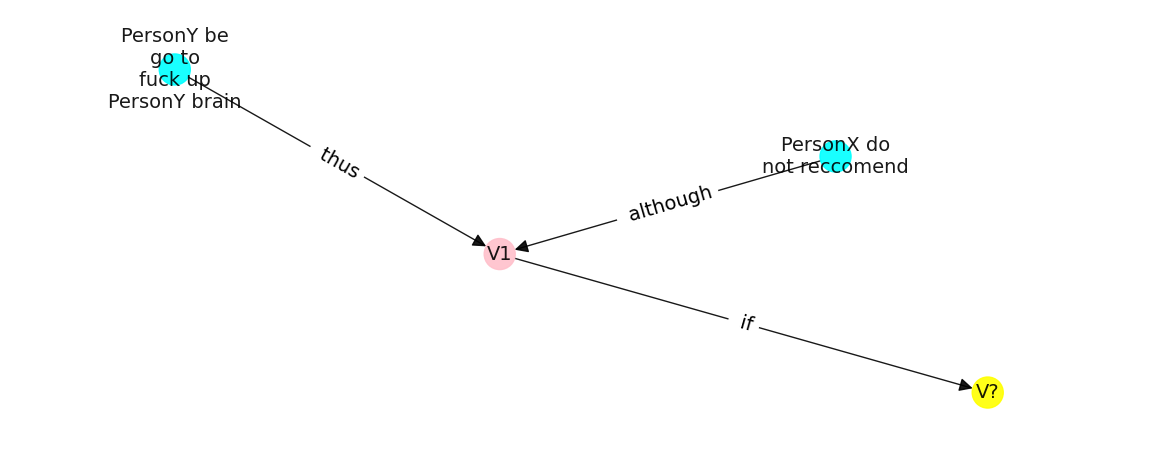 PersonY be
go to
fuck up
PersonY brain
thus
PersonX do
not reccomend
although
V1
if
V?